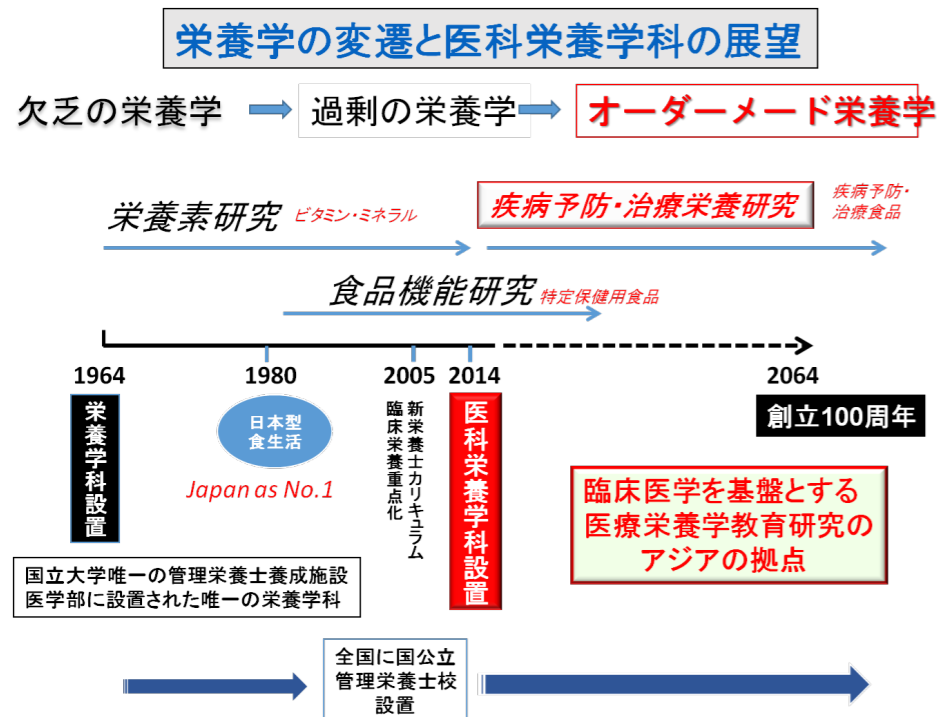 栄養学の変遷と医科栄養学科の展望
欠乏の栄養学
過剰の栄養学
オーダーメード栄養学
栄養素研究
ビタミン・ミネラル
疾病予防・治療栄養研究
疾病予防・
治療食品
食品機能研究
特定保健用食品
1964
1980
2005
2014
2064
栄養学科設置
日本型
食生活
Japan as No.1
新栄養士カリキュラム
臨床栄養重点化
医科栄養学科設置
創立100周年
臨床医学を基盤とする
医療栄養学教育研究の
アジアの拠点
国立大学唯一の管理栄養士養成施設
医学部に設置された唯一の栄養学科
全国に国公立
管理栄養士校
設置